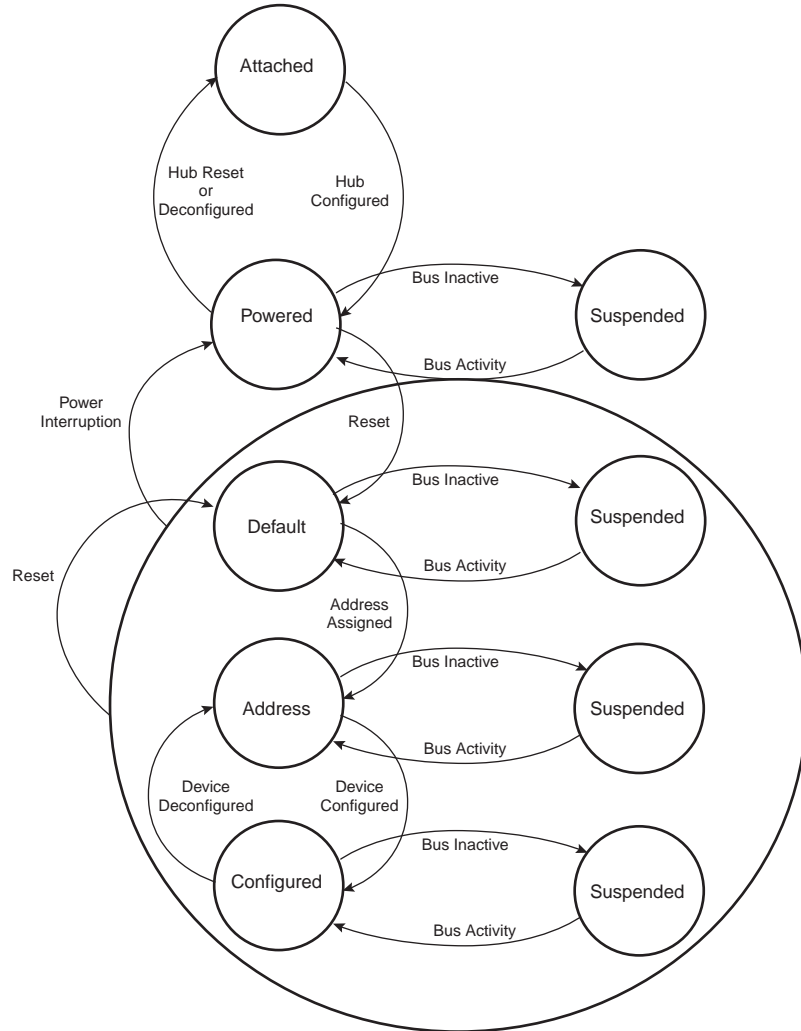 Attached
Hub Reset
or
Deconfigured
Hub
Configured
Powered
Bus Inactive
Suspended
Bus Activity
Power
Interruption
Reset
Default
Bus Inactive
Suspended
Bus Activity
Reset
Address
Assigned
Address
Bus Inactive
Suspended
Bus Activity
Device
Deconfigured
Device
Configured
Configured
Bus Inactive
Suspended
Bus Activity